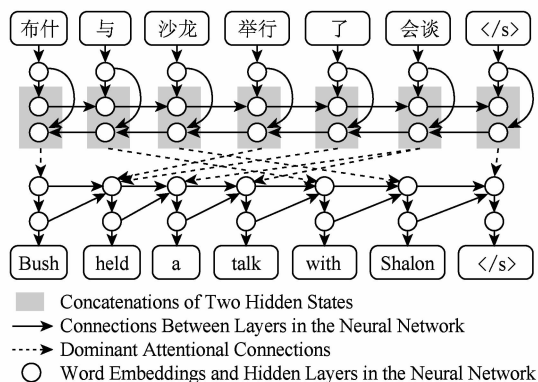 布什 与 沙龙 举行 了 会谈 </s>
Bush held a talk with Shalon </s>
Concatenations of Two Hidden States
Connections Between Layers in the Neural Network
Dominant Attentional Connections
Word Embeddings and Hidden Layers in the Neural Network